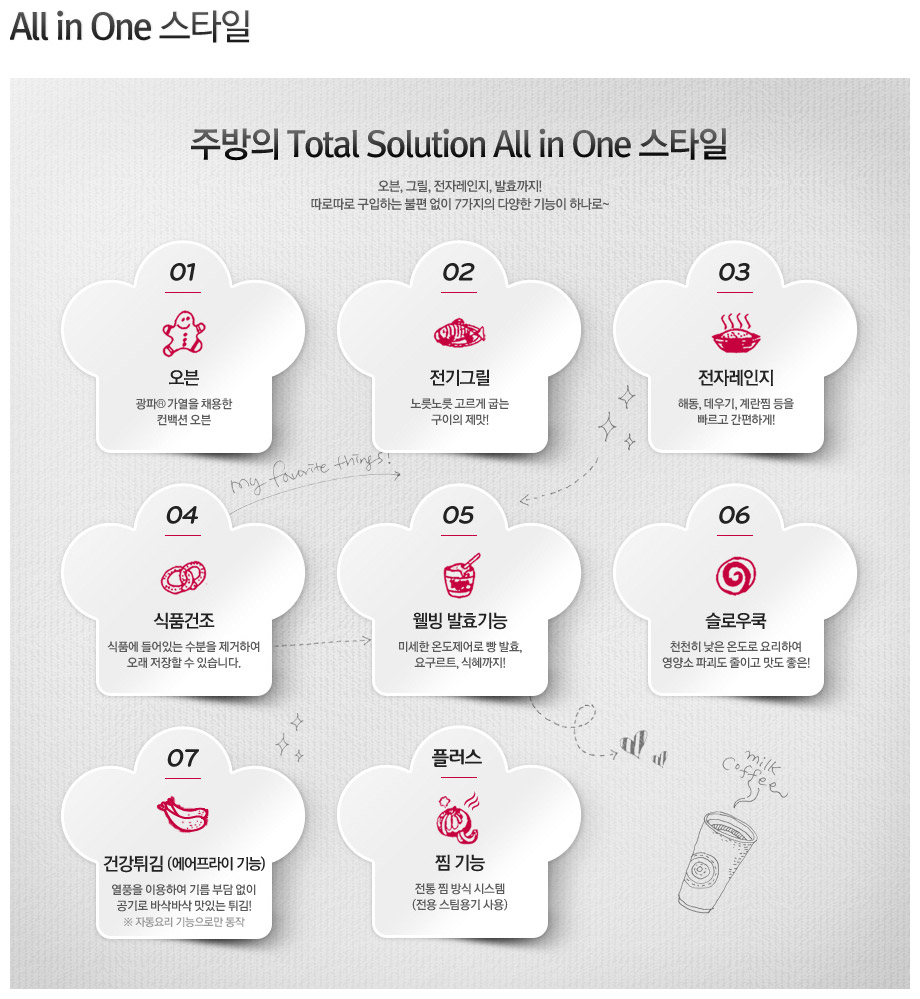 All in One 스타일
주방의 Total Solution All in One 스타일
오븐, 그릴, 전자레인지, 발효까지!
따로따로 구입하는 불편 없이 7가지의 다양한 기능이 하나로~
01
오븐
광파® 가열을 채용한
컨백션 오븐
02
전기그릴
노릇노릇 고르게 굽는
구이의 제맛!
03
전자레인지
해동, 데우기, 계란찜 등을
빠르고 간편하게!
my favorite things!
04
식품건조
식품에 들어있는 수분을 제거하여
오래 저장할 수 있습니다.
05
웰빙 발효기능
미세한 온도제어로 빵 발효,
요구르트, 식혜까지!
06
슬로우쿡
천천히 낮은 온도로 요리하여
영양소 파괴도 줄이고 맛도 좋은!
07
건강튀김 (에어프라이 기능)
열풍을 이용하여 기름 부담 없이
공기로 바삭바삭 맛있는 튀김!
※ 자동요리 기능으로만 동작
플러스
찜 기능
전통 찜 방식 시스템
(전용 스팀용기 사용)
milk
Coffee